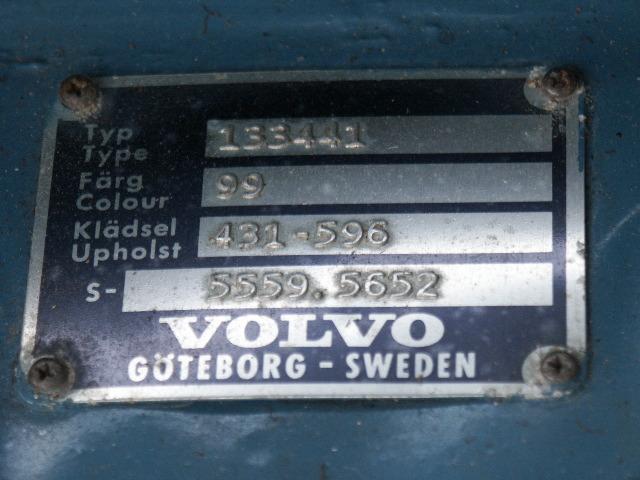 Typ
Type 133441
Färg
Colour 99
Klädsel
Upholst 431-596
S- 5559.5652
VOLVO
GÖTEBORG - SWEDEN